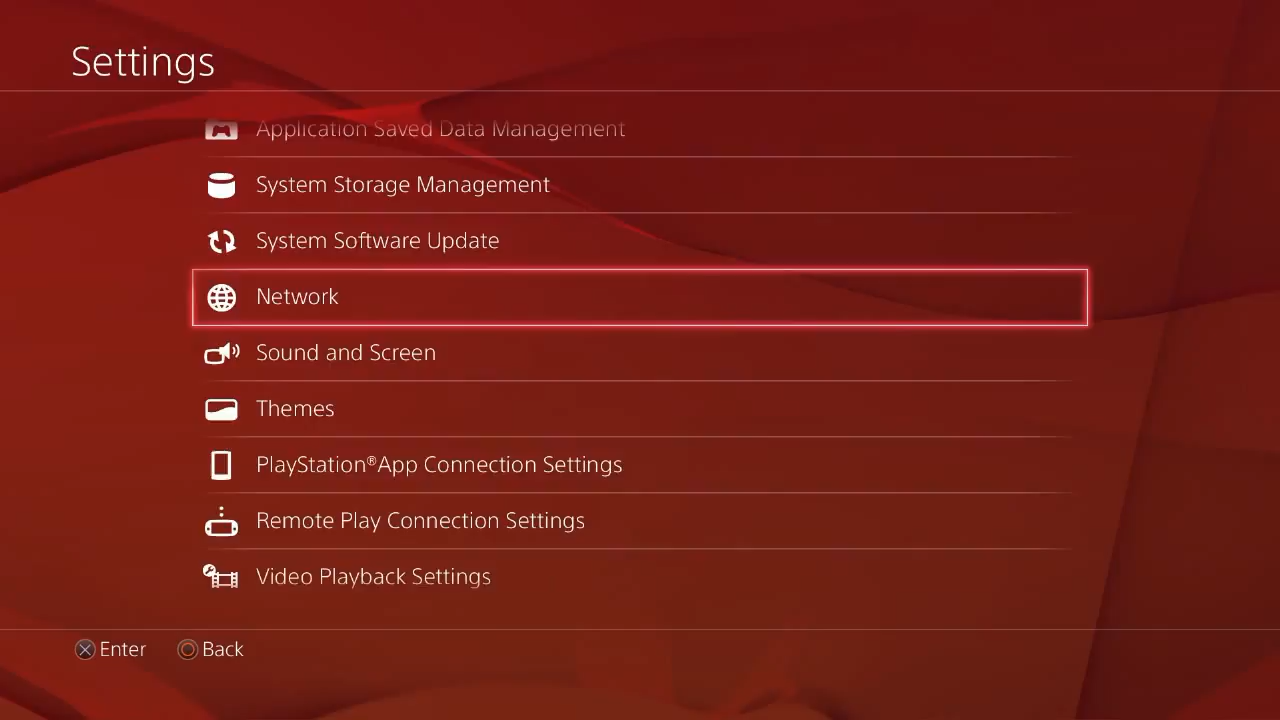 Settings
Application Saved Data Management
System Storage Management
System Software Update
Network
Sound and Screen
Themes
PlayStation®App Connection Settings
Remote Play Connection Settings
Video Playback Settings
Enter Back